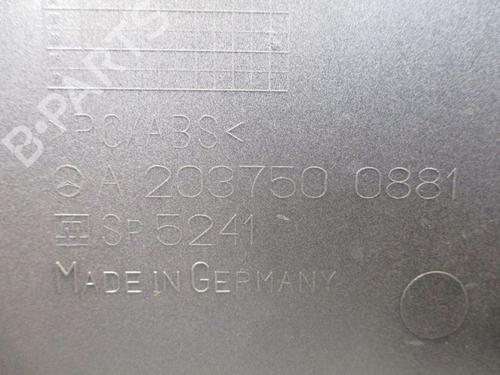 B-PARTS
PC/ABS<
A 203750 0881
SP 5241
MADE IN GERMANY